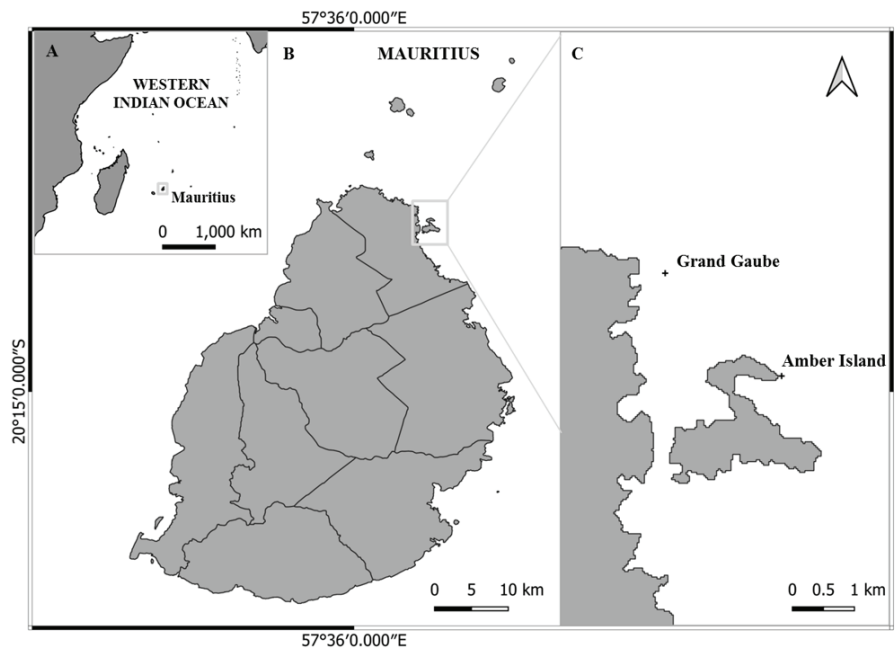 57°36′0.000″E
A
B
MAURITIUS
C
WESTERN
INDIAN OCEAN
Mauritius
0 1,000 km
Grand Gaube
Amber Island
20°15′0.000″S
0 5 10 km
0 0.5 1 km
57°36′0.000″E